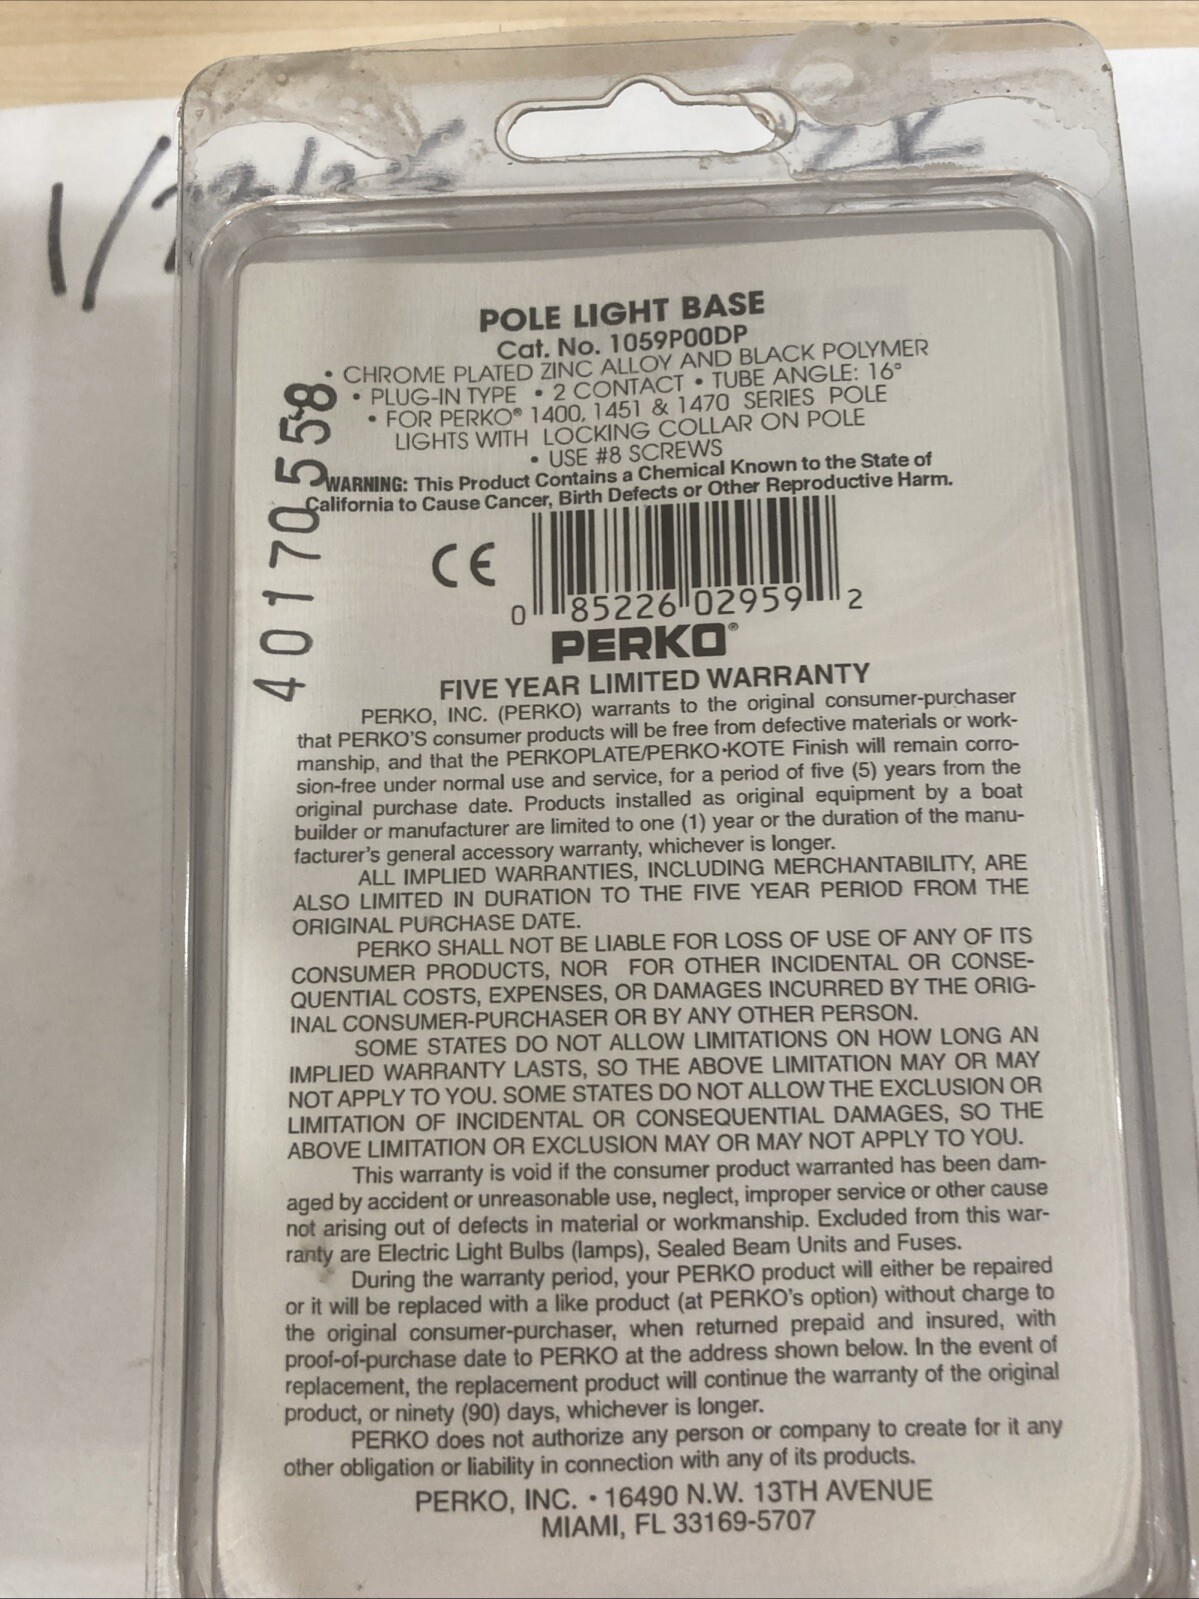 POLE LIGHT BASE
Cat. No. 1059P00DP
• CHROME PLATED ZINC ALLOY AND BLACK POLYMER
• PLUG-IN TYPE • 2 CONTACT • TUBE ANGLE: 16°
• FOR PERKO® 1400, 1451 & 1470 SERIES POLE
LIGHTS WITH LOCKING COLLAR ON POLE
• USE #8 SCREWS
WARNING: This Product Contains a Chemical Known to the State of
California to Cause Cancer, Birth Defects or Other Reproductive Harm.
40170558
CE
0 85226 02959 2
PERKO®
FIVE YEAR LIMITED WARRANTY
PERKO, INC. (PERKO) warrants to the original consumer-purchaser
that PERKO'S consumer products will be free from defective materials or work-
manship, and that the PERKOPLATE/PERKO•KOTE Finish will remain corro-
sion-free under normal use and service, for a period of five (5) years from the
original purchase date. Products installed as original equipment by a boat
builder or manufacturer are limited to one (1) year or the duration of the manu-
facturer's general accessory warranty, whichever is longer.
ALL IMPLIED WARRANTIES, INCLUDING MERCHANTABILITY, ARE
ALSO LIMITED IN DURATION TO THE FIVE YEAR PERIOD FROM THE
ORIGINAL PURCHASE DATE.
PERKO SHALL NOT BE LIABLE FOR LOSS OF USE OF ANY OF ITS
CONSUMER PRODUCTS, NOR FOR OTHER INCIDENTAL OR CONSE-
QUENTIAL COSTS, EXPENSES, OR DAMAGES INCURRED BY THE ORIG-
INAL CONSUMER-PURCHASER OR BY ANY OTHER PERSON.
SOME STATES DO NOT ALLOW LIMITATIONS ON HOW LONG AN
IMPLIED WARRANTY LASTS, SO THE ABOVE LIMITATION MAY OR MAY
NOT APPLY TO YOU. SOME STATES DO NOT ALLOW THE EXCLUSION OR
LIMITATION OF INCIDENTAL OR CONSEQUENTIAL DAMAGES, SO THE
ABOVE LIMITATION OR EXCLUSION MAY OR MAY NOT APPLY TO YOU.
This warranty is void if the consumer product warranted has been dam-
aged by accident or unreasonable use, neglect, improper service or other cause
not arising out of defects in material or workmanship. Excluded from this war-
ranty are Electric Light Bulbs (lamps), Sealed Beam Units and Fuses.
During the warranty period, your PERKO product will either be repaired
or it will be replaced with a like product (at PERKO's option) without charge to
the original consumer-purchaser, when returned prepaid and insured, with
proof-of-purchase date to PERKO at the address shown below. In the event of
replacement, the replacement product will continue the warranty of the original
product, or ninety (90) days, whichever is longer.
PERKO does not authorize any person or company to create for it any
other obligation or liability in connection with any of its products.
PERKO, INC. • 16490 N.W. 13TH AVENUE
MIAMI, FL 33169-5707